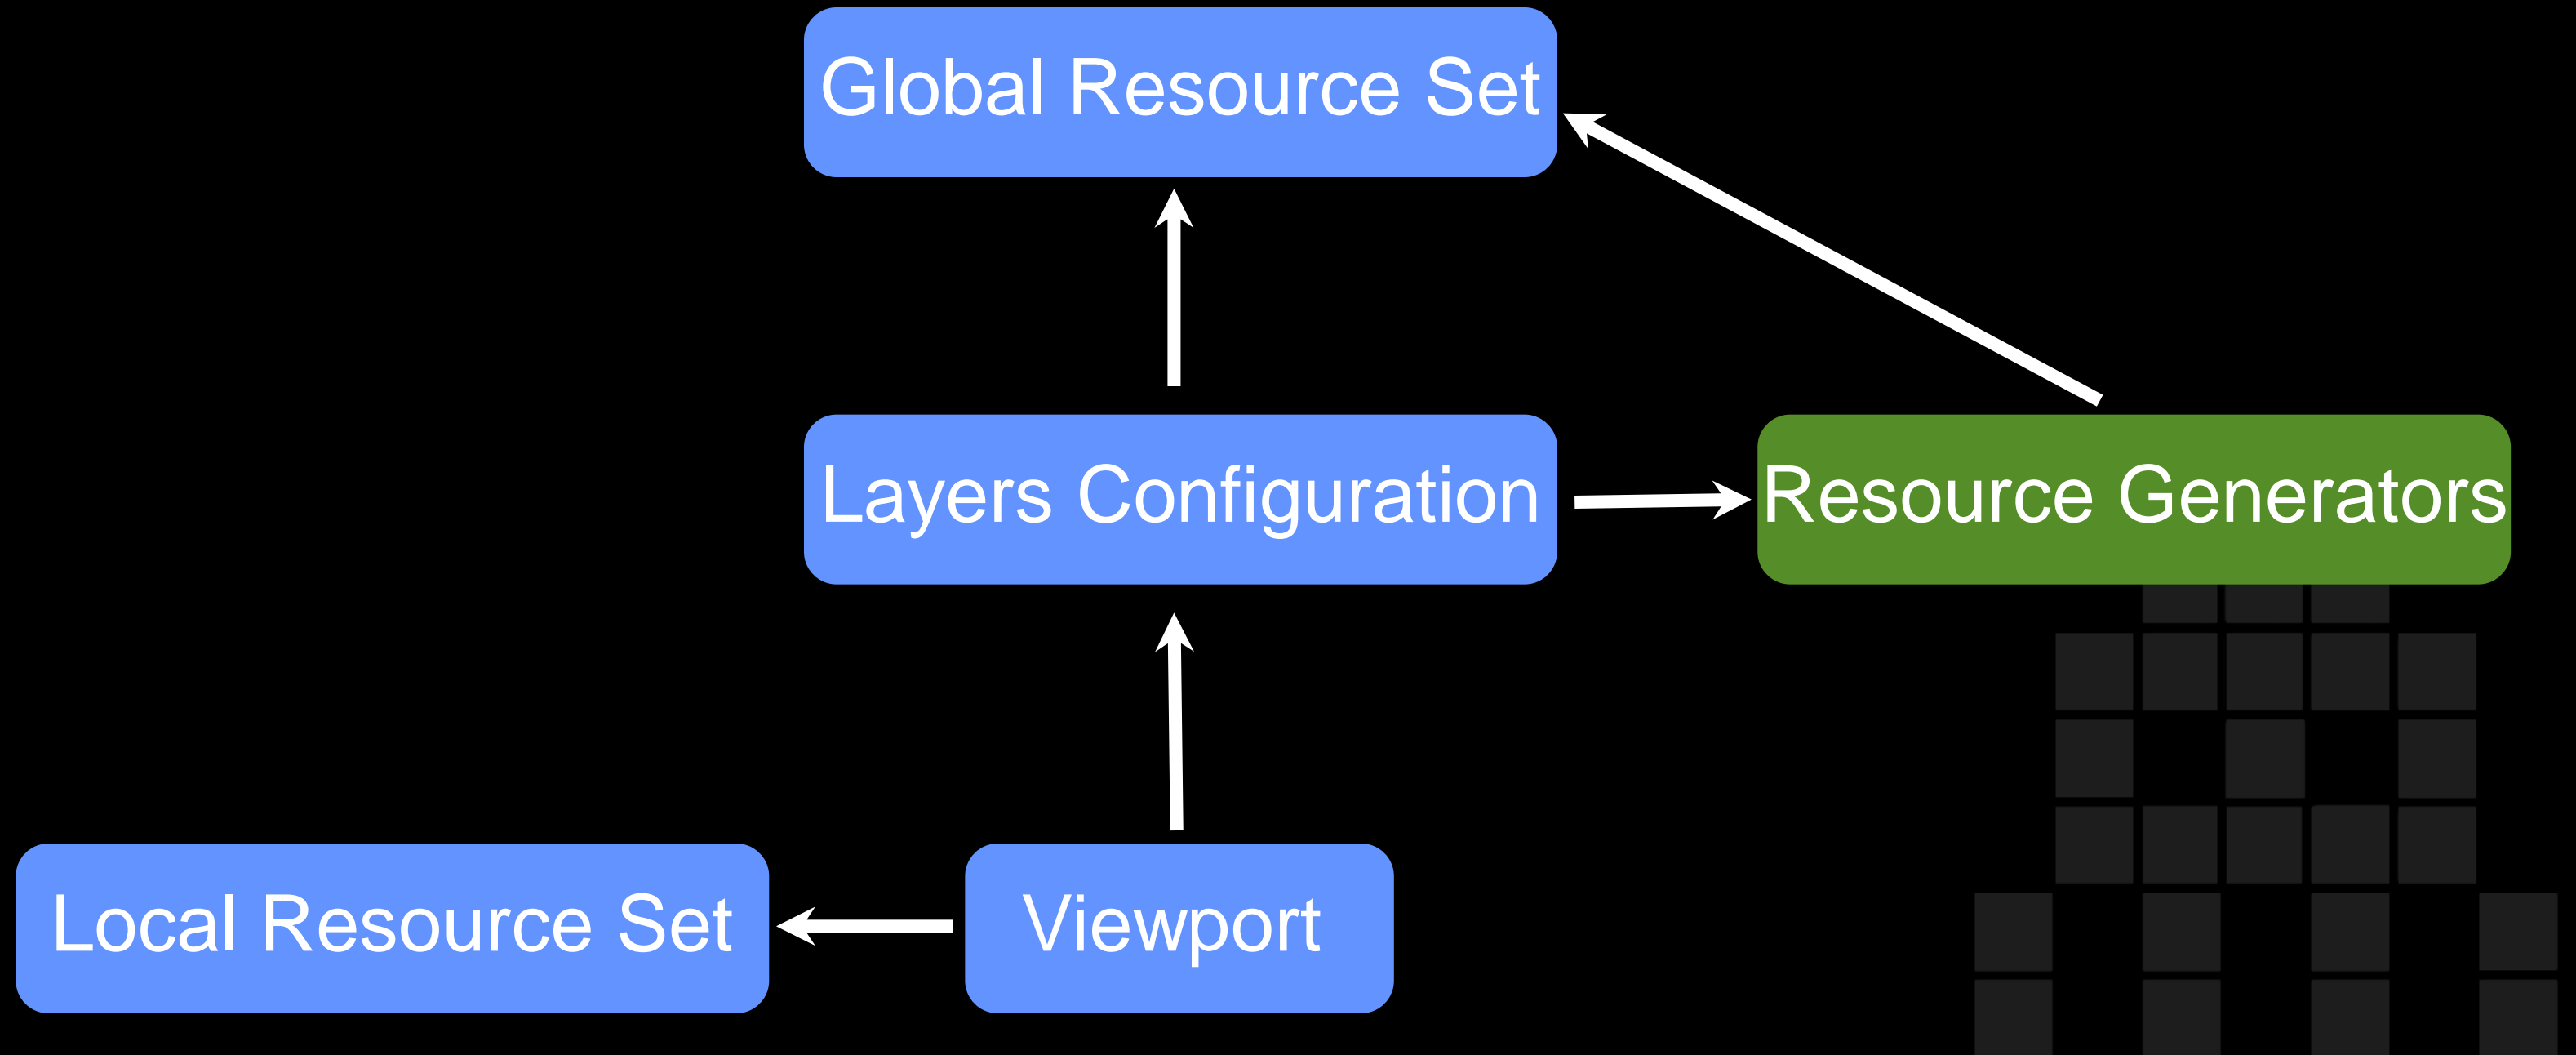 Global Resource Set
Layers Configuration
Resource Generators
Local Resource Set
Viewport